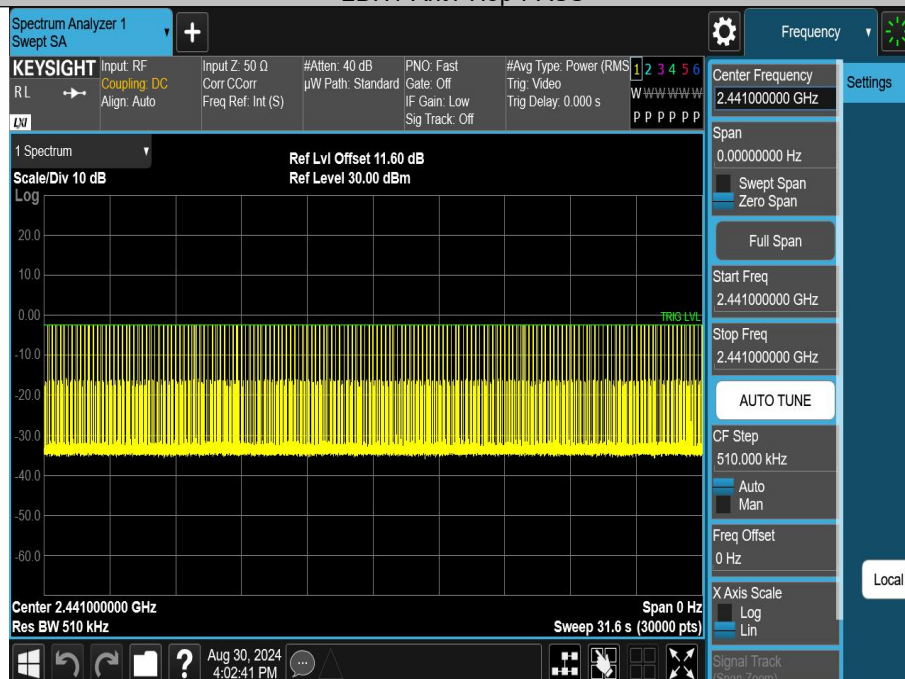 Spectrum Analyzer 1
Swept SA
Frequency
KEYSIGHT
RL
LXI
Input: RF
Coupling: DC
Align: Auto
Input Z: 50 Ω
Corr CCorr
Freq Ref: Int (S)
#Atten: 40 dB
µW Path: Standard
PNO: Fast
Gate: Off
IF Gain: Low
Sig Track: Off
#Avg Type: Power (RMS
Trig: Video
Trig Delay: 0.000 s
1 2 3 4 5 6
W W W W W W
P P P P P P
1 Spectrum
Scale/Div 10 dB
Log
Ref Lvl Offset 11.60 dB
Ref Level 30.00 dBm
20.0
10.0
0.00
-10.0
-20.0
-30.0
-40.0
-50.0
-60.0
TRIG LVL
Center 2.441000000 GHz
Res BW 510 kHz
Span 0 Hz
Sweep 31.6 s (30000 pts)
Aug 30, 2024
4:02:41 PM
Center Frequency
2.441000000 GHz
Settings
Span
0.00000000 Hz
Swept Span
Zero Span
Full Span
Start Freq
2.441000000 GHz
Stop Freq
2.441000000 GHz
AUTO TUNE
CF Step
510.000 kHz
Auto
Man
Freq Offset
0 Hz
Local
X Axis Scale
Log
Lin
Signal Track
(Span Zoom)